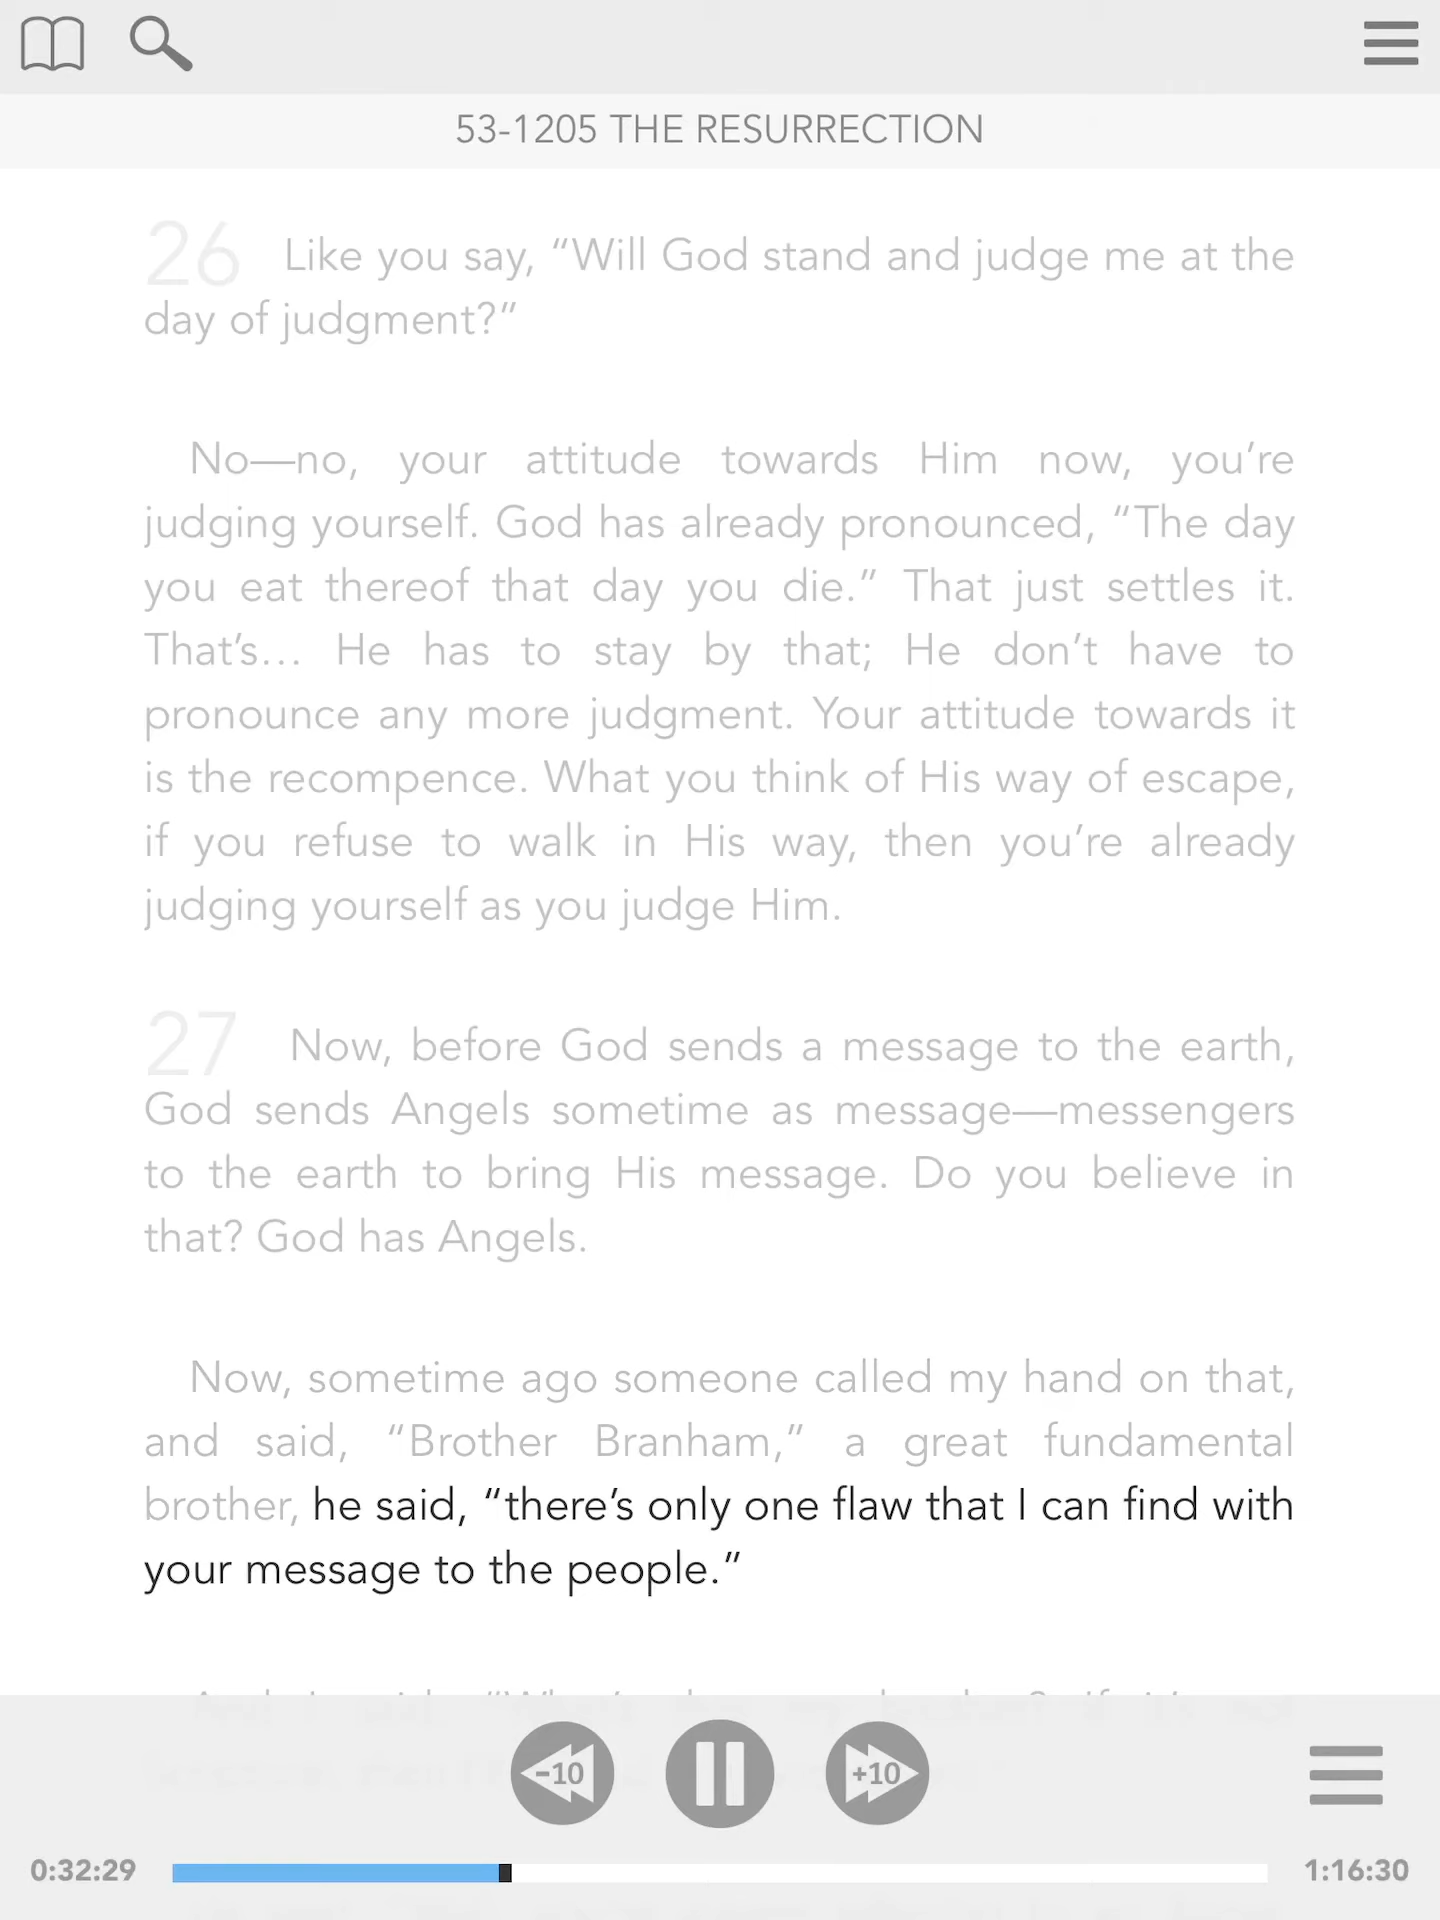 53-1205 THE RESURRECTION
26 Like you say, “Will God stand and judge me at the
day of judgment?”
No—no, your attitude towards Him now, you’re
judging yourself. God has already pronounced, “The day
you eat thereof that day you die.” That just settles it.
That’s… He has to stay by that; He don’t have to
pronounce any more judgment. Your attitude towards it
is the recompence. What you think of His way of escape,
if you refuse to walk in His way, then you’re already
judging yourself as you judge Him.
27 Now, before God sends a message to the earth,
God sends Angels sometime as message—messengers
to the earth to bring His message. Do you believe in
that? God has Angels.
Now, sometime ago someone called my hand on that,
and said, “Brother Branham,” a great fundamental
brother, he said, “there’s only one flaw that I can find with
your message to the people.”
-10 +10
0:32:29 1:16:30